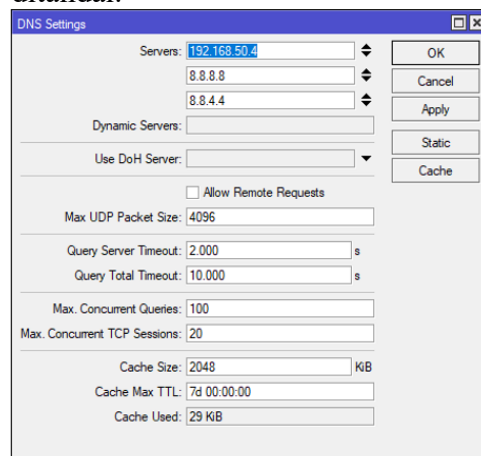 ditandai.
DNS Settings
Servers: 192.168.50.4
8.8.8.8
8.8.4.4
Dynamic Servers:
Use DoH Server:
Allow Remote Requests
Max UDP Packet Size: 4096
Query Server Timeout: 2.000 s
Query Total Timeout: 10.000 s
Max. Concurrent Queries: 100
Max. Concurrent TCP Sessions: 20
Cache Size: 2048 KiB
Cache Max TTL: 7d 00:00:00
Cache Used: 29 KiB
OK
Cancel
Apply
Static
Cache